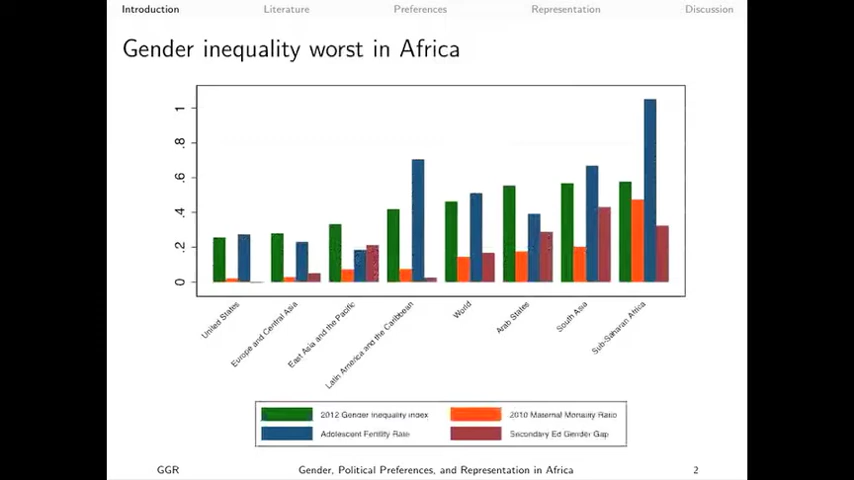 Introduction Literature Preferences Representation Discussion
Gender inequality worst in Africa
1
.8
.6
.4
.2
0
United States
Europe and Central Asia
East Asia and the Pacific
Latin America and the Caribbean
World
Arab States
South Asia
Sub-Saharan Africa
2012 Gender Inequality Index 2010 Maternal Mortality Ratio
Adolescent Fertility Rate Secondary Ed Gender Gap
GGR Gender, Political Preferences, and Representation in Africa 2